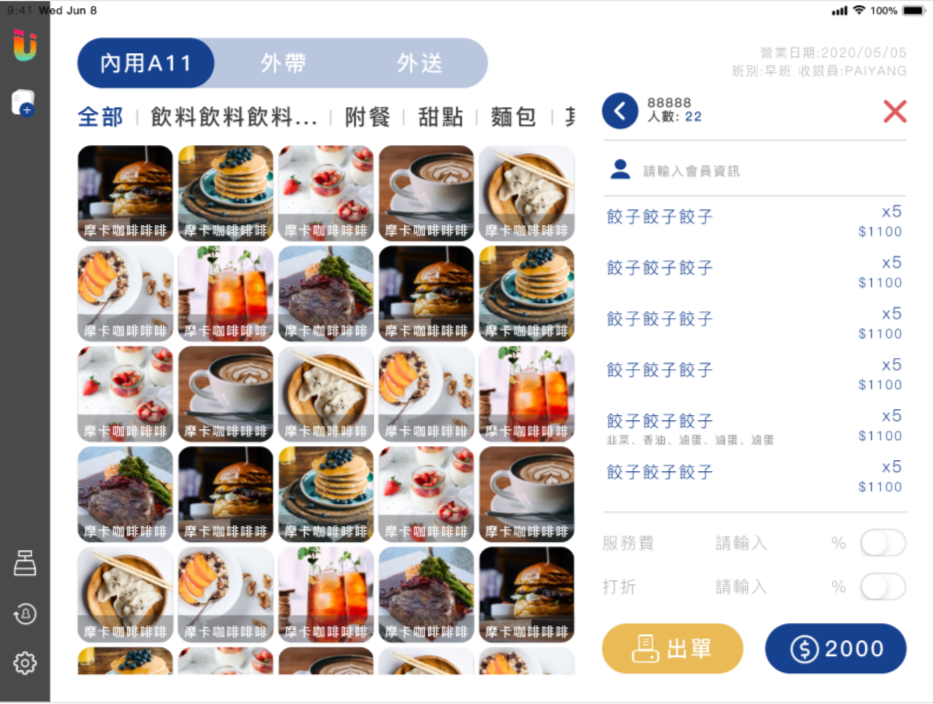 9:41 Wed Jun 8
100%
內用A11 外帶 外送
營業日期:2020/05/05
班別:早班 收銀員:PAIYANG
全部 飲料飲料飲料... 附餐 甜點 麵包
88888
人數: 22
請輸入會員資訊
摩卡咖啡啡啡 摩卡咖啡啡啡 摩卡咖啡啡啡 摩卡咖啡啡啡 摩卡咖啡啡啡
摩卡咖啡啡啡 摩卡咖啡啡啡 摩卡咖啡啡啡 摩卡咖啡啡啡 摩卡咖啡啡啡
摩卡咖啡啡啡 摩卡咖啡啡啡 摩卡咖啡啡啡 摩卡咖啡啡啡 摩卡咖啡啡啡
摩卡咖啡啡啡 摩卡咖啡啡啡 摩卡咖啡啡啡 摩卡咖啡啡啡 摩卡咖啡啡啡
摩卡咖啡啡啡 摩卡咖啡啡啡 摩卡咖啡啡啡 摩卡咖啡啡啡 摩卡咖啡啡啡
餃子餃子餃子 x5
$1100
餃子餃子餃子 x5
$1100
餃子餃子餃子 x5
$1100
餃子餃子餃子 x5
$1100
餃子餃子餃子 x5
韭菜、香油、滷蛋、滷蛋、滷蛋 $1100
餃子餃子餃子 x5
$1100
服務費 請輸入 %
打折 請輸入 %
出單 $ 2000